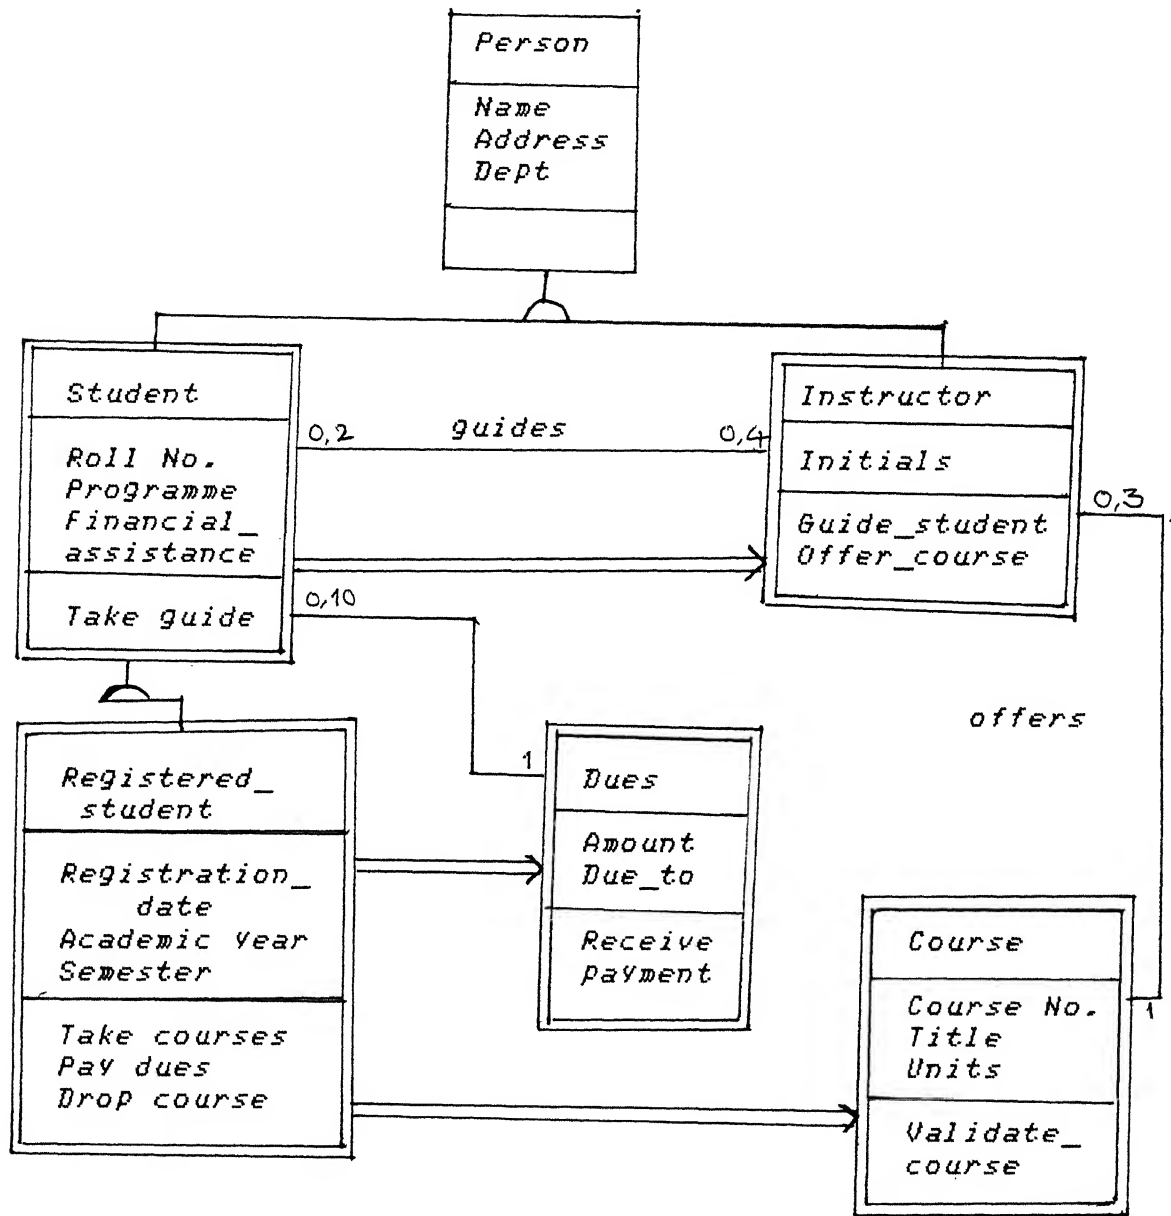 Person
Name
Address
Dept
Student
Roll No.
Programme
Financial_
assistance
Take guide
0,2
guides
0,4
Instructor
Initials
Guide_student
Offer_course
0,3
0,10
1
offers
Registered_
student
Registration_
date
Academic year
Semester
Take courses
Pay dues
Drop course
Dues
Amount
Due_to
Receive
payment
Course
Course No.
Title
Units
Validate_
course
1